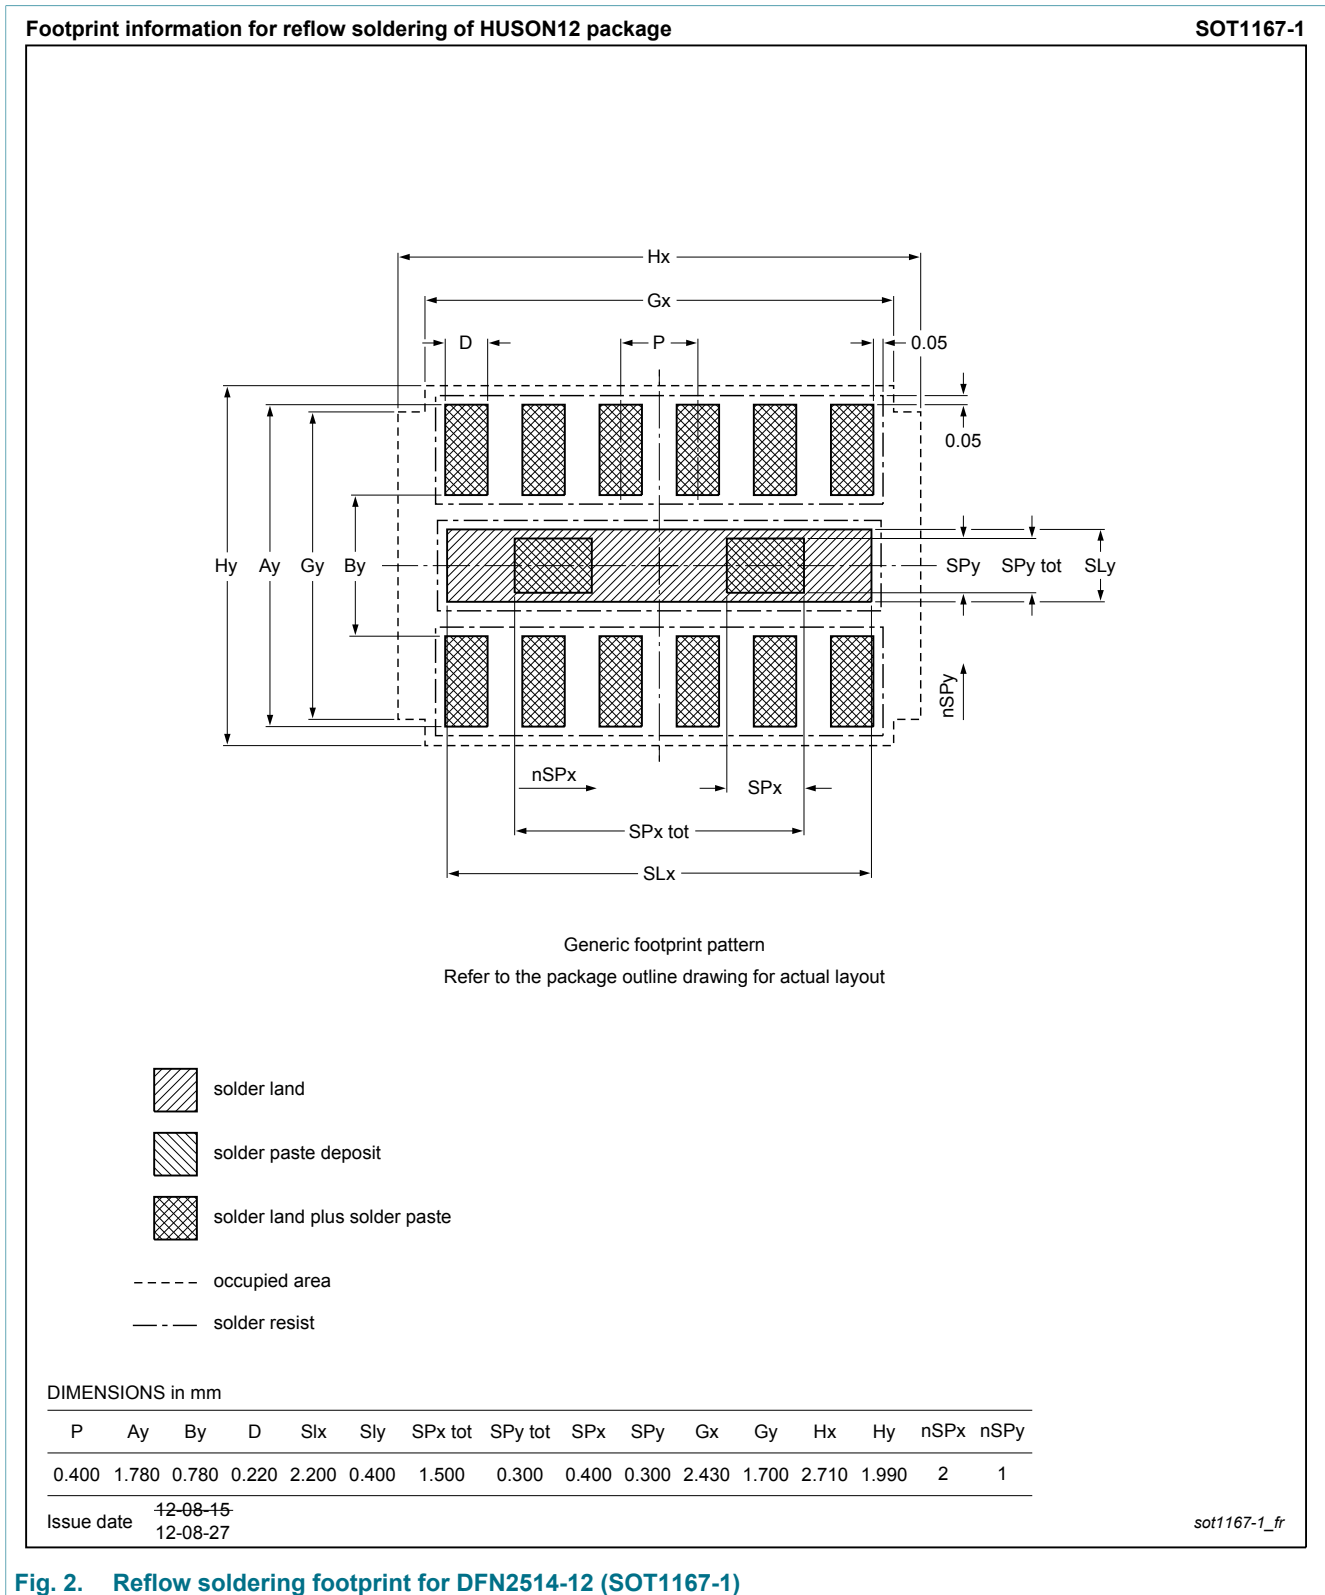 Footprint information for reflow soldering of HUSON12 package SOT1167-1
Hx
Gx
D P 0.05
0.05
Hy Ay Gy By SPy SPy tot SLy
nSPy
nSPx SPx
SPx tot
SLx
Generic footprint pattern
Refer to the package outline drawing for actual layout
solder land
solder paste deposit
solder land plus solder paste
occupied area
solder resist
DIMENSIONS in mm
P Ay By D Slx Sly SPx tot SPy tot SPx SPy Gx Gy Hx Hy nSPx nSPy
0.400 1.780 0.780 0.220 2.200 0.400 1.500 0.300 0.400 0.300 2.430 1.700 2.710 1.990 2 1
Issue date 12-08-15
12-08-27 sot1167-1_fr
Fig. 2. Reflow soldering footprint for DFN2514-12 (SOT1167-1)